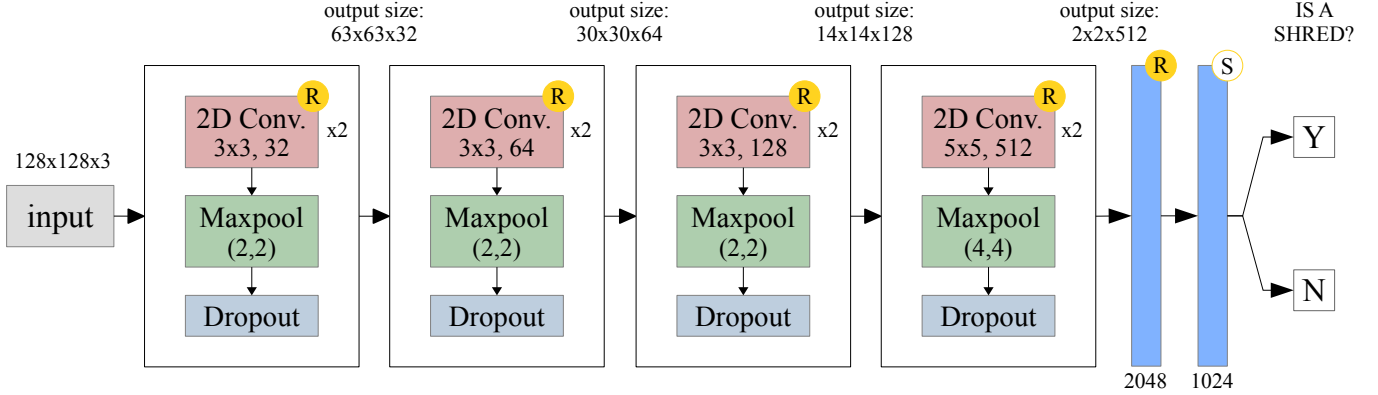 output size:
63x63x32
output size:
30x30x64
output size:
14x14x128
output size:
2x2x512
IS A
SHRED?
128x128x3
input
R
2D Conv.
3x3, 32
x2
Maxpool
(2,2)
Dropout
R
2D Conv.
3x3, 64
x2
Maxpool
(2,2)
Dropout
R
2D Conv.
3x3, 128
x2
Maxpool
(2,2)
Dropout
R
2D Conv.
5x5, 512
x2
Maxpool
(4,4)
Dropout
R
2048
S
1024
Y
N